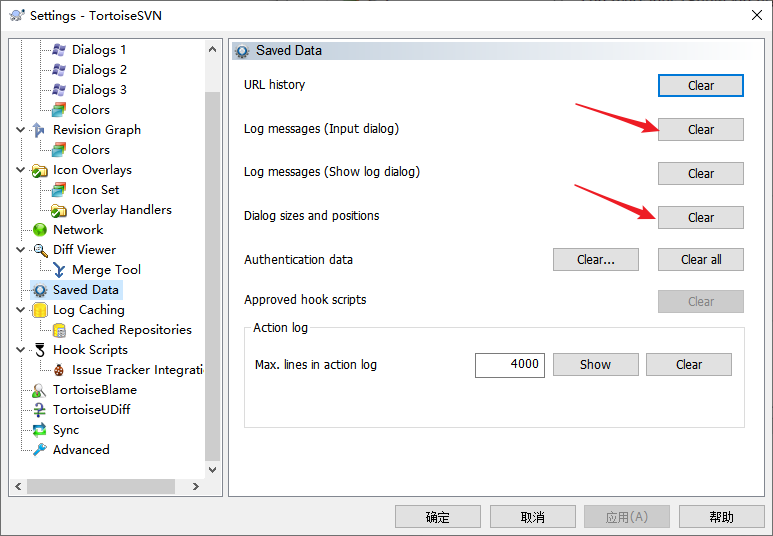 Settings - TortoiseSVN
Dialogs 1
Dialogs 2
Dialogs 3
Colors
Revision Graph
Colors
Icon Overlays
Icon Set
Overlay Handlers
Network
Diff Viewer
Merge Tool
Saved Data
Log Caching
Cached Repositories
Hook Scripts
Issue Tracker Integrati
TortoiseBlame
TortoiseUDiff
Sync
Advanced
Saved Data
URL history
Clear
Log messages (Input dialog)
Clear
Log messages (Show log dialog)
Clear
Dialog sizes and positions
Clear
Authentication data
Clear...
Clear all
Approved hook scripts
Clear
Action log
Max. lines in action log
4000
Show
Clear
确定
取消
应用(A)
帮助